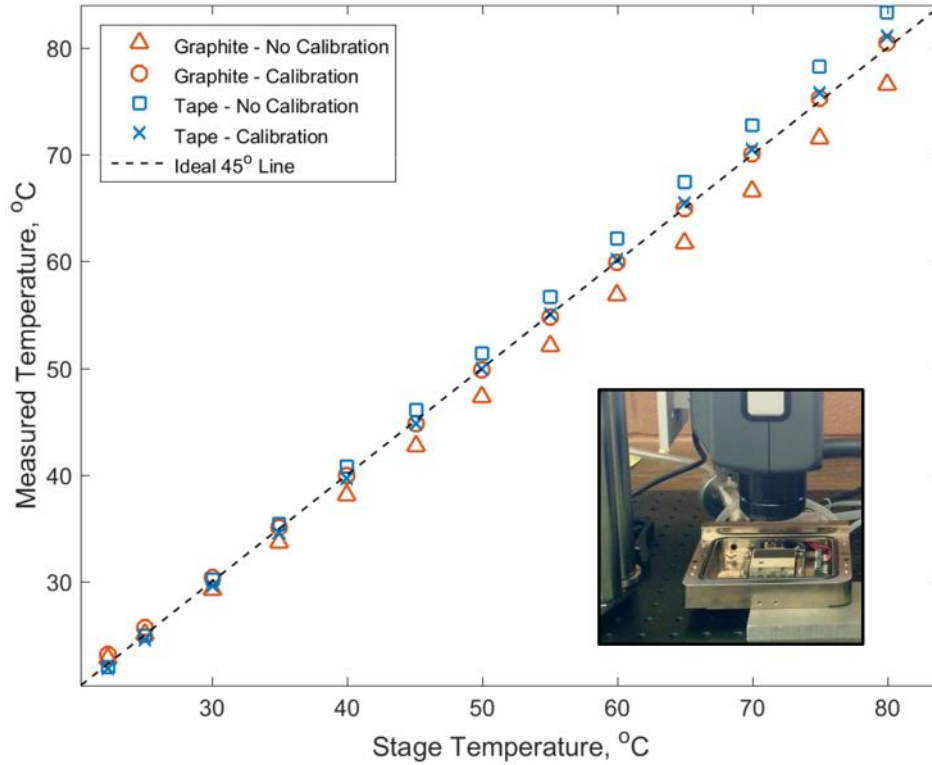 Graphite - No Calibration
Graphite - Calibration
Tape - No Calibration
Tape - Calibration
Ideal 45° Line
80
70
60
50
40
30
Measured Temperature, °C
30 40 50 60 70 80
Stage Temperature, °C